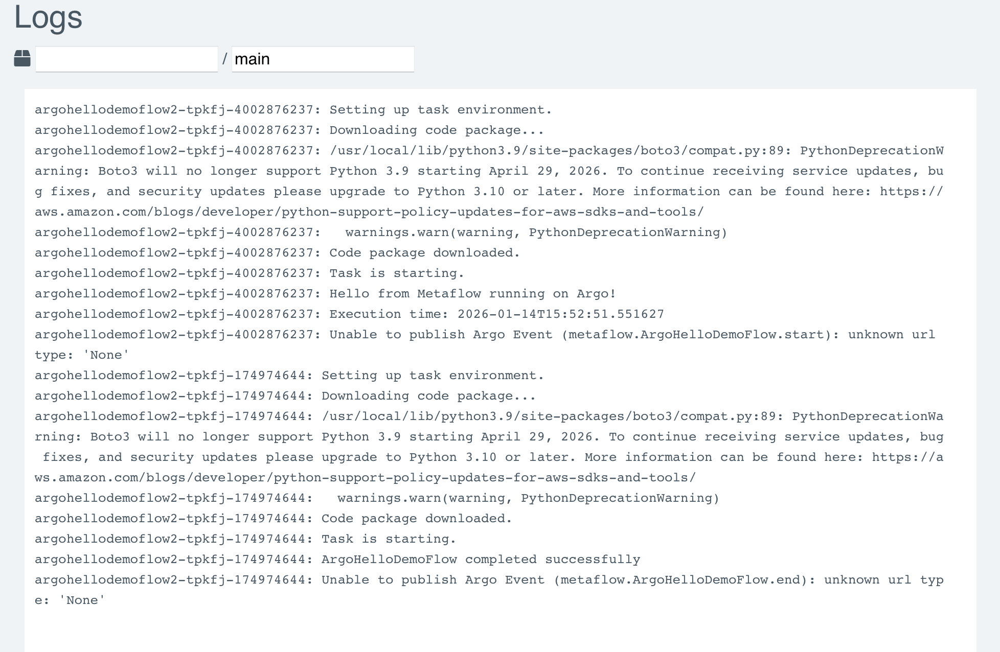 Logs
/ main
argohellodemoflow2-tpkfj-4002876237: Setting up task environment.
argohellodemoflow2-tpkfj-4002876237: Downloading code package...
argohellodemoflow2-tpkfj-4002876237: /usr/local/lib/python3.9/site-packages/boto3/compat.py:89: PythonDeprecationW
arning: Boto3 will no longer support Python 3.9 starting April 29, 2026. To continue receiving service updates, bu
g fixes, and security updates please upgrade to Python 3.10 or later. More information can be found here: https://
aws.amazon.com/blogs/developer/python-support-policy-updates-for-aws-sdks-and-tools/
argohellodemoflow2-tpkfj-4002876237:   warnings.warn(warning, PythonDeprecationWarning)
argohellodemoflow2-tpkfj-4002876237: Code package downloaded.
argohellodemoflow2-tpkfj-4002876237: Task is starting.
argohellodemoflow2-tpkfj-4002876237: Hello from Metaflow running on Argo!
argohellodemoflow2-tpkfj-4002876237: Execution time: 2026-01-14T15:52:51.551627
argohellodemoflow2-tpkfj-4002876237: Unable to publish Argo Event (metaflow.ArgoHelloDemoFlow.start): unknown url
type: 'None'
argohellodemoflow2-tpkfj-174974644: Setting up task environment.
argohellodemoflow2-tpkfj-174974644: Downloading code package...
argohellodemoflow2-tpkfj-174974644: /usr/local/lib/python3.9/site-packages/boto3/compat.py:89: PythonDeprecationWa
rning: Boto3 will no longer support Python 3.9 starting April 29, 2026. To continue receiving service updates, bug
 fixes, and security updates please upgrade to Python 3.10 or later. More information can be found here: https://a
ws.amazon.com/blogs/developer/python-support-policy-updates-for-aws-sdks-and-tools/
argohellodemoflow2-tpkfj-174974644:   warnings.warn(warning, PythonDeprecationWarning)
argohellodemoflow2-tpkfj-174974644: Code package downloaded.
argohellodemoflow2-tpkfj-174974644: Task is starting.
argohellodemoflow2-tpkfj-174974644: ArgoHelloDemoFlow completed successfully
argohellodemoflow2-tpkfj-174974644: Unable to publish Argo Event (metaflow.ArgoHelloDemoFlow.end): unknown url typ
e: 'None'